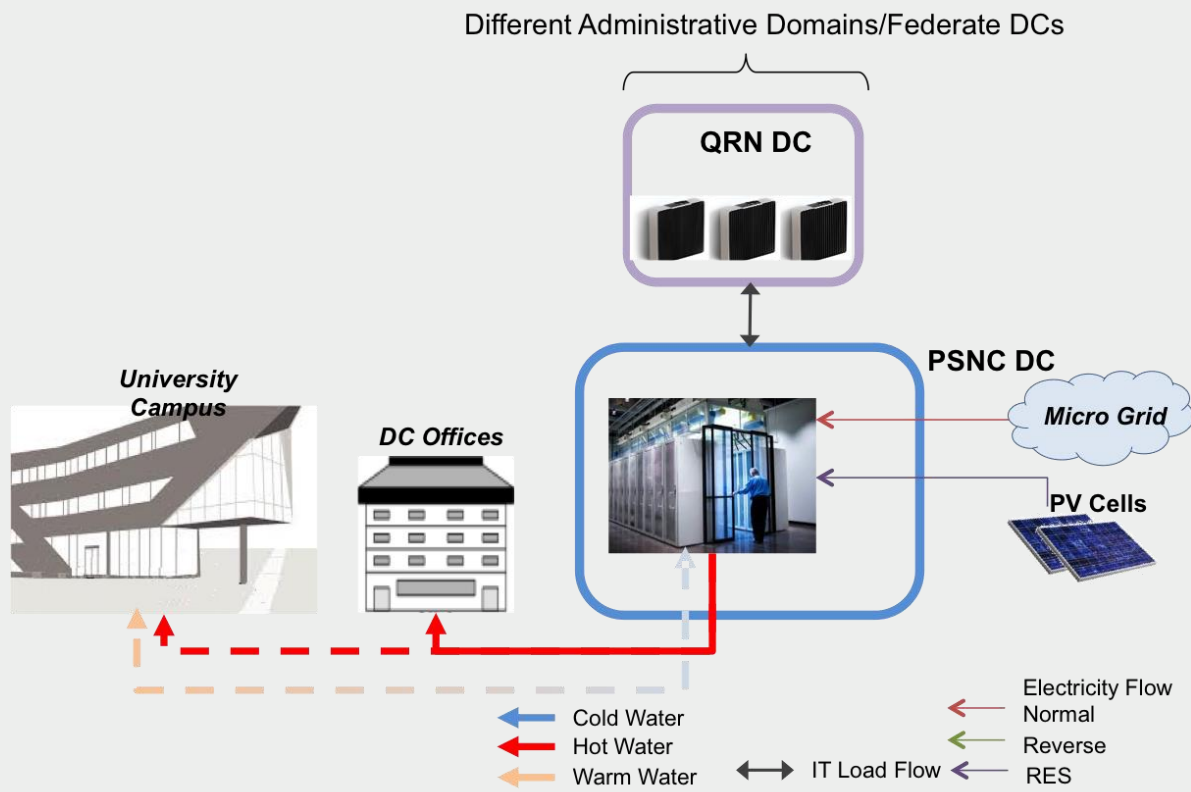 Different Administrative Domains/Federate DCs
QRN DC
PSNC DC
University
Campus
DC Offices
Micro Grid
PV Cells
Cold Water
Hot Water
Warm Water
IT Load Flow
Electricity Flow
Normal
Reverse
RES